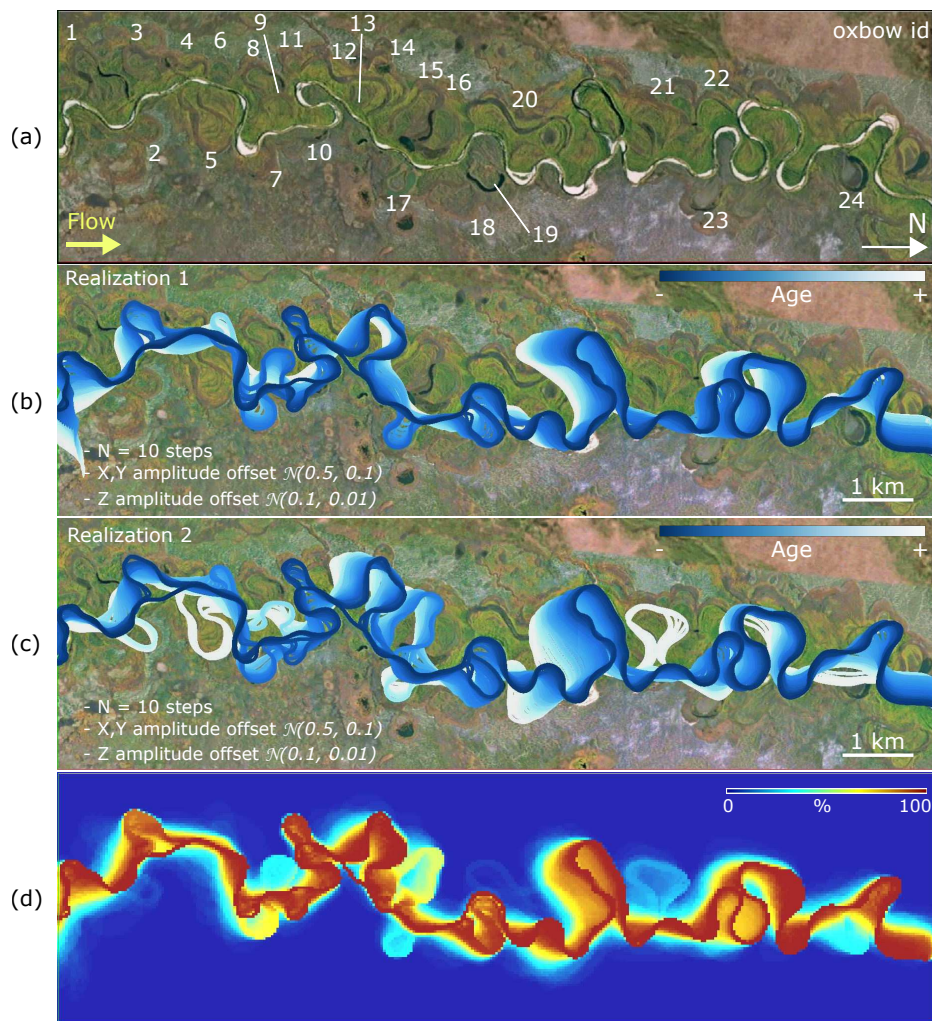 (a)
9
13
1
3
4
6
8
11
12
14
15
16
20
21
22
oxbow id
2
5
7
10
17
18
19
23
24
Flow
N
(b)
Realization 1
- Age +
- N = 10 steps
- X,Y amplitude offset 𝒩(0.5, 0.1)
- Z amplitude offset 𝒩(0.1, 0.01)
1 km
(c)
Realization 2
- Age +
- N = 10 steps
- X,Y amplitude offset 𝒩(0.5, 0.1)
- Z amplitude offset 𝒩(0.1, 0.01)
1 km
(d)
0 % 100